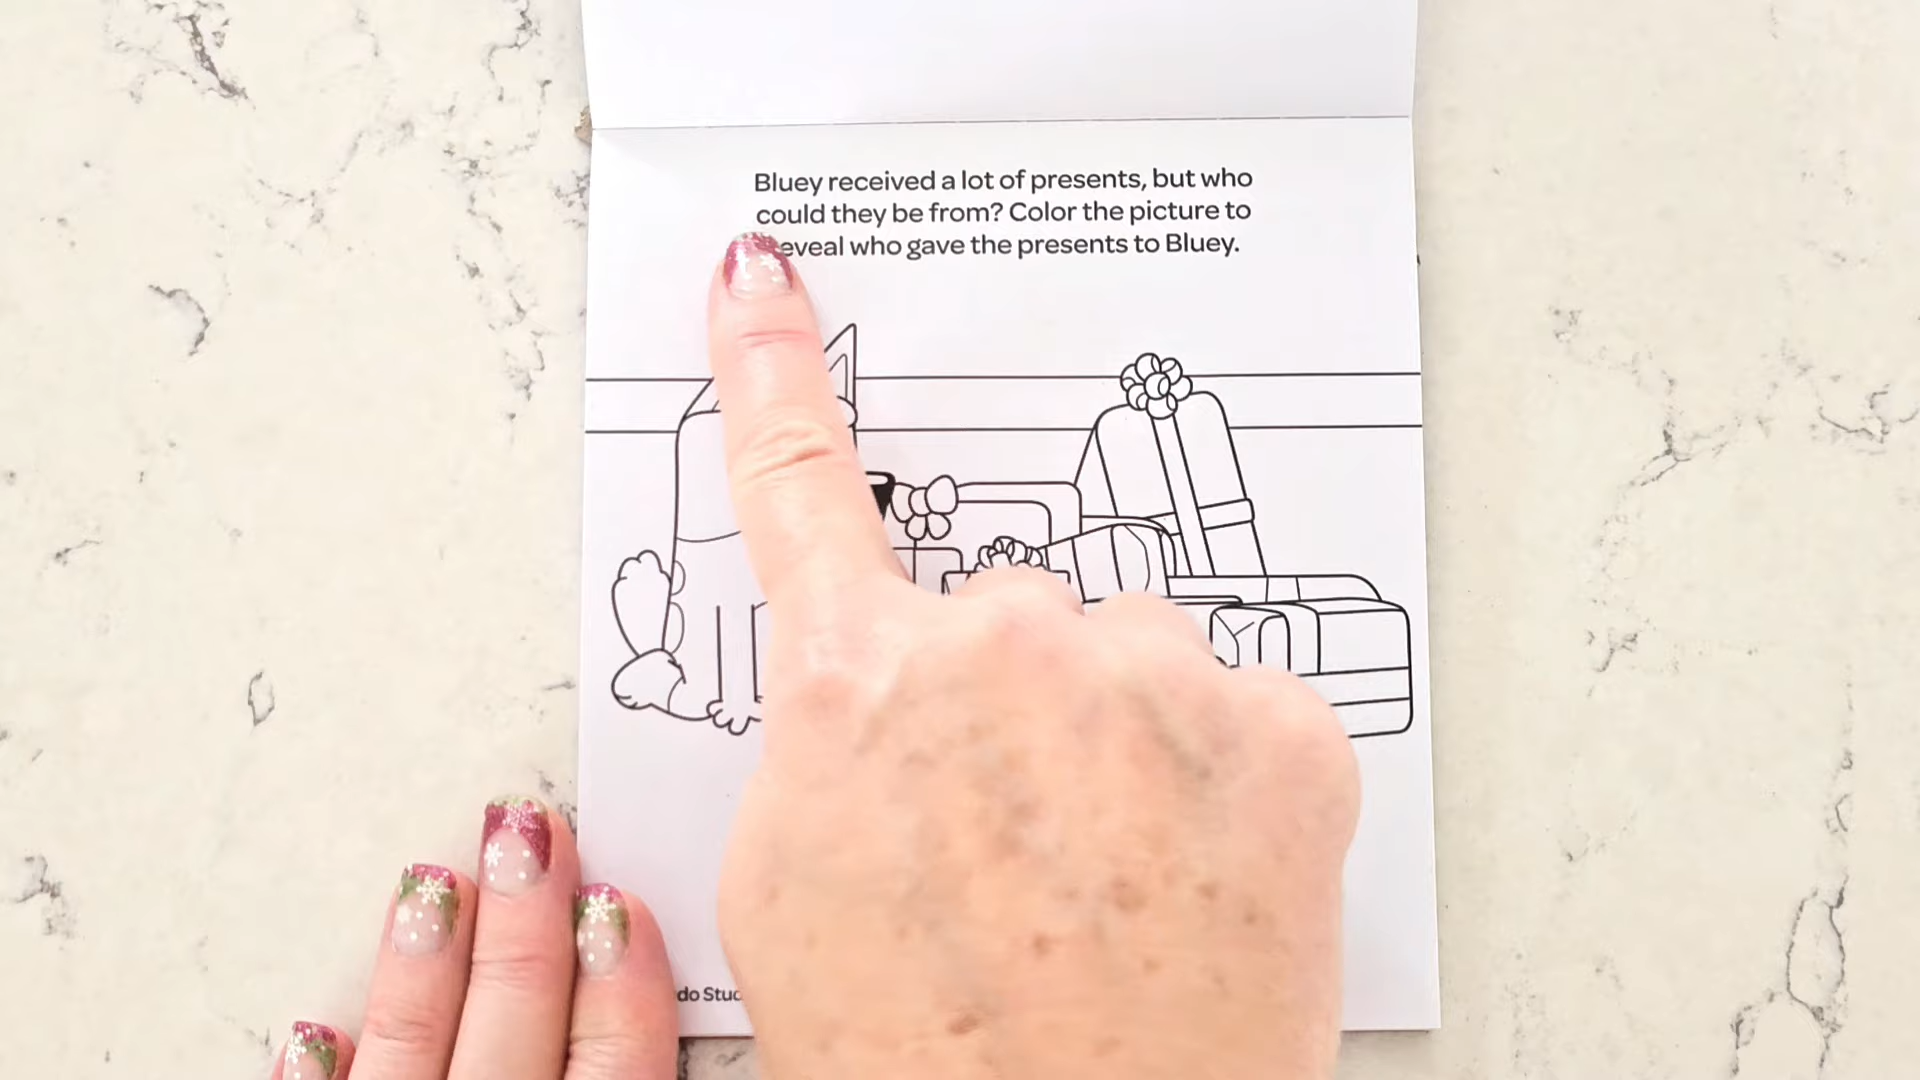 Bluey received a lot of presents, but who
could they be from? Color the picture to
eveal who gave the presents to Bluey.
do Stud